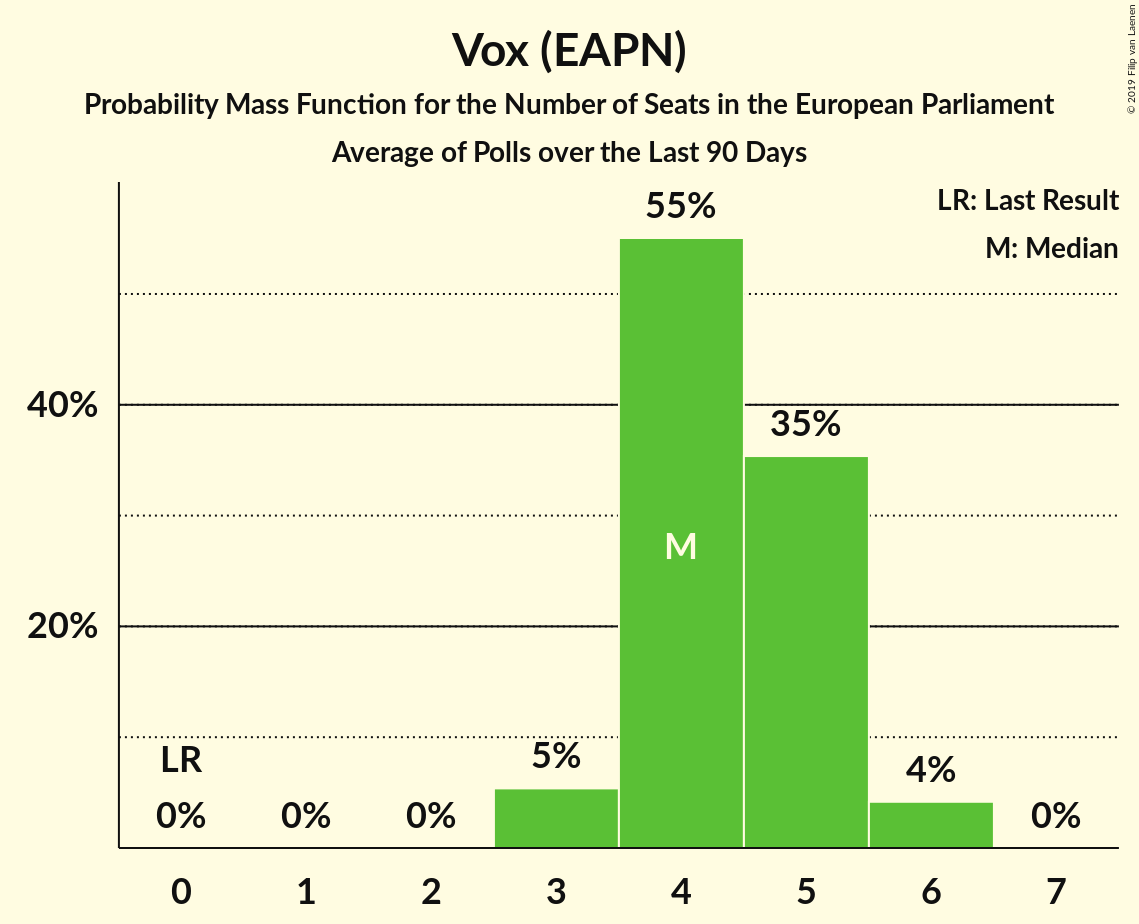 Vox (EAPN)
Probability Mass Function for the Number of Seats in the European Parliament
Average of Polls over the Last 90 Days
© 2019 Filip van Laenen
LR: Last Result
M: Median
55%
40%
35%
M
20%
LR
5%
4%
0%
0%
0%
0%
0 1 2 3 4 5 6 7